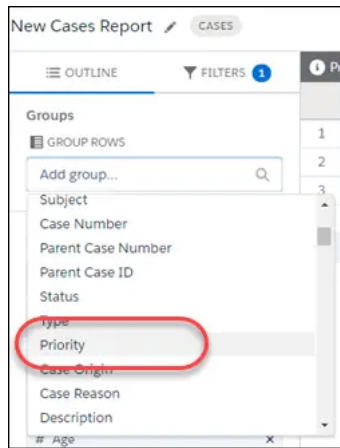 New Cases Report CASES
OUTLINE FILTERS 1
Groups
GROUP ROWS
Add group...
Subject
Case Number
Parent Case Number
Parent Case ID
Status
Type
Priority
Case Origin
Case Reason
Description
# Age ×
1
2
3